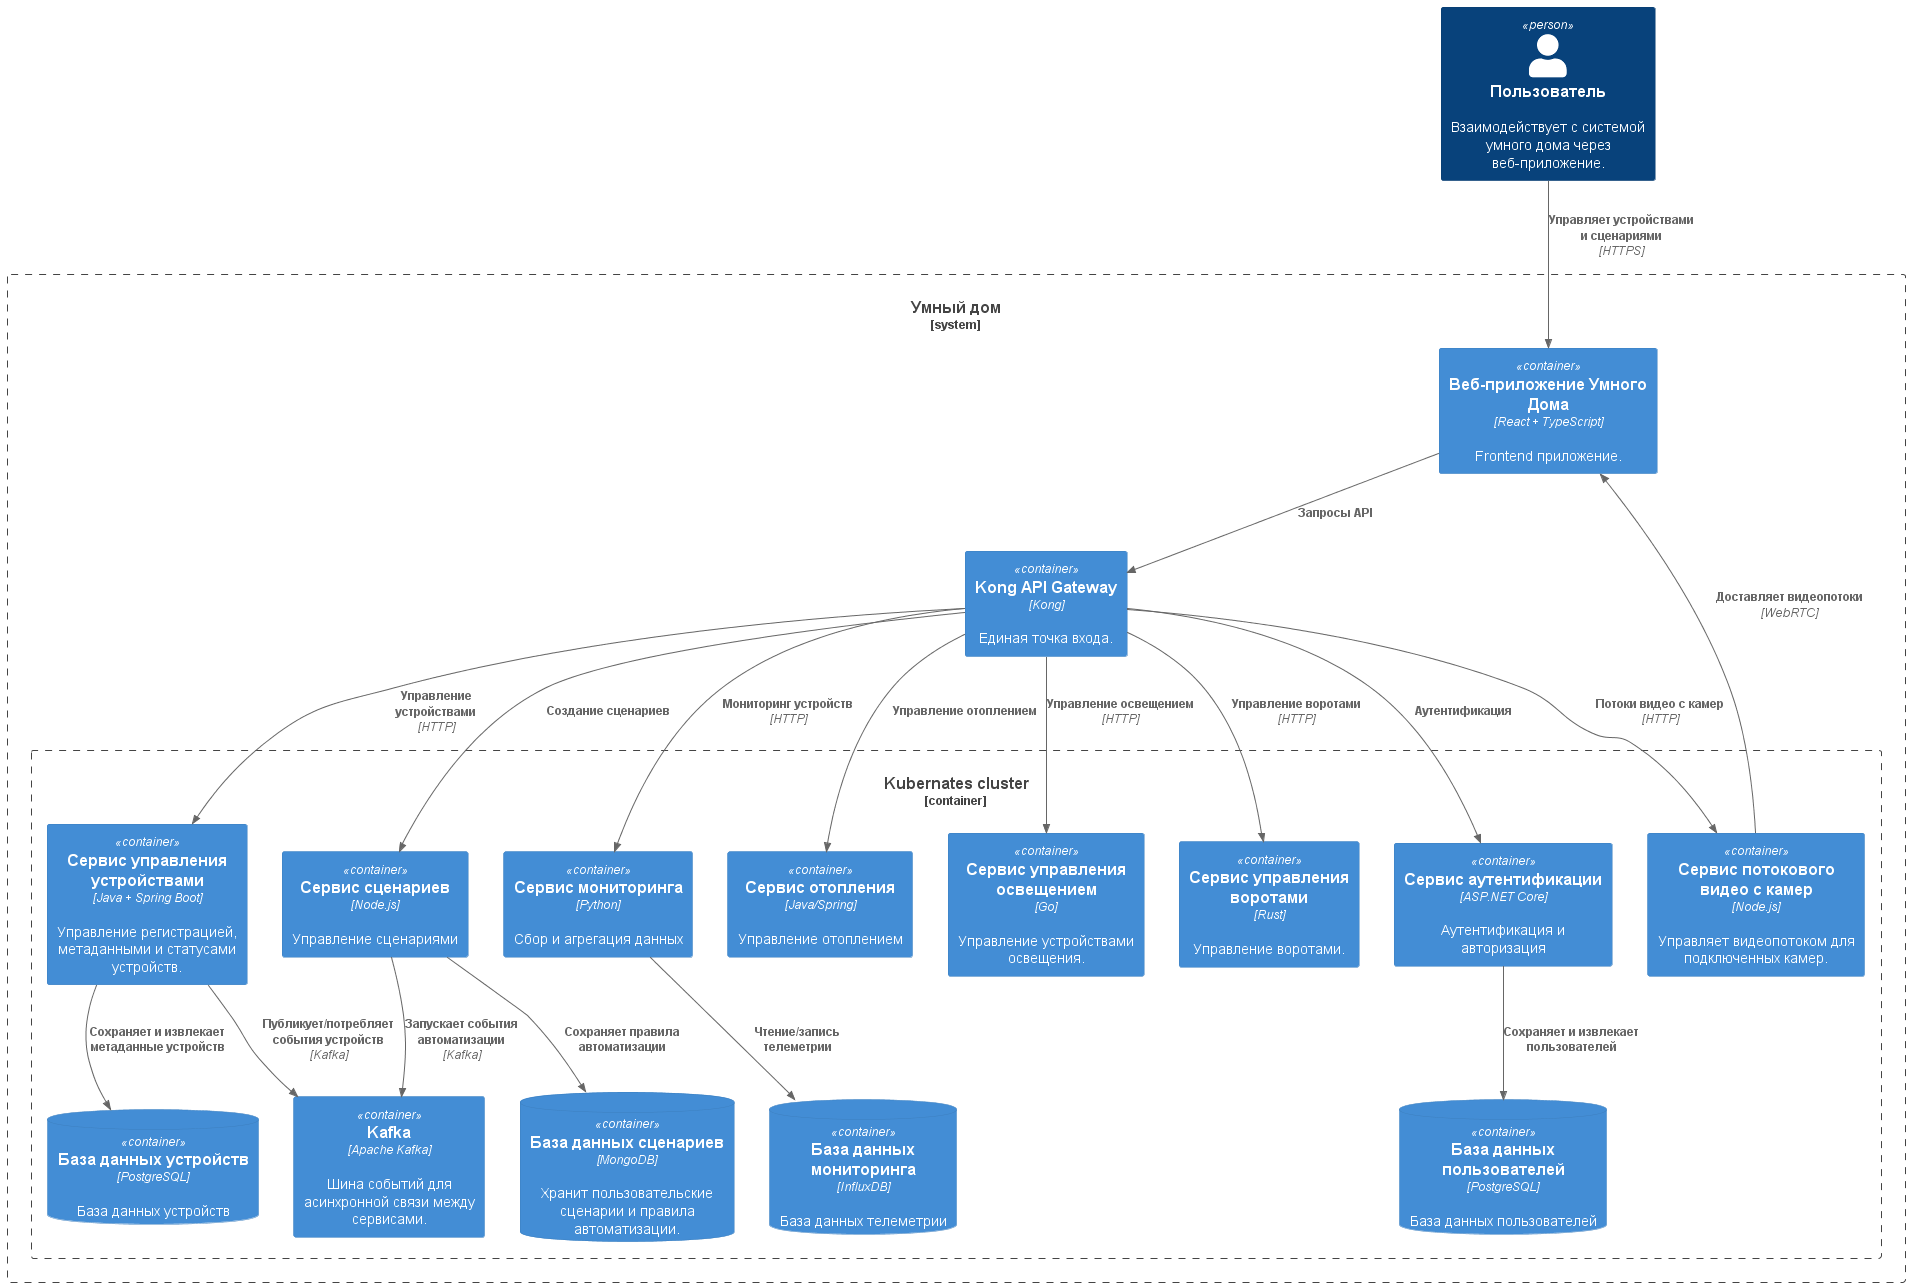 «person»
Пользователь
Взаимодействует с системой
умного дома через
веб-приложение.
Управляет устройствами
и сценариями
[HTTPS]
Умный дом
[system]
«container»
Веб-приложение Умного
Дома
[React + TypeScript]
Frontend приложение.
Запросы API
«container»
Kong API Gateway
[Kong]
Единая точка входа.
Доставляет видеопотоки
[WebRTC]
Управление
устройствами
[HTTP]
Создание сценариев
Мониторинг устройств
[HTTP]
Управление отоплением
Управление освещением
[HTTP]
Управление воротами
[HTTP]
Аутентификация
Потоки видео с камер
[HTTP]
Kubernates cluster
[container]
«container»
Сервис управления
устройствами
[Java + Spring Boot]
Управление регистрацией,
метаданными и статусами
устройств.
«container»
Сервис сценариев
[Node.js]
Управление сценариями
«container»
Сервис мониторинга
[Python]
Сбор и агрегация данных
«container»
Сервис отопления
[Java/Spring]
Управление отоплением
«container»
Сервис управления
освещением
[Go]
Управление устройствами
освещения.
«container»
Сервис управления
воротами
[Rust]
Управление воротами.
«container»
Сервис аутентификации
[ASP.NET Core]
Аутентификация и
авторизация
«container»
Сервис потокового
видео с камер
[Node.js]
Управляет видеопотоком для
подключенных камер.
Сохраняет и извлекает
метаданные устройств
Публикует/потребляет
события устройств
[Kafka]
Запускает события
автоматизации
[Kafka]
Сохраняет правила
автоматизации
Чтение/запись
телеметрии
Сохраняет и извлекает
пользователей
«container»
База данных устройств
[PostgreSQL]
База данных устройств
«container»
Kafka
[Apache Kafka]
Шина событий для
асинхронной связи между
сервисами.
«container»
База данных сценариев
[MongoDB]
Хранит пользовательские
сценарии и правила
автоматизации.
«container»
База данных
мониторинга
[InfluxDB]
База данных телеметрии
«container»
База данных
пользователей
[PostgreSQL]
База данных пользователей